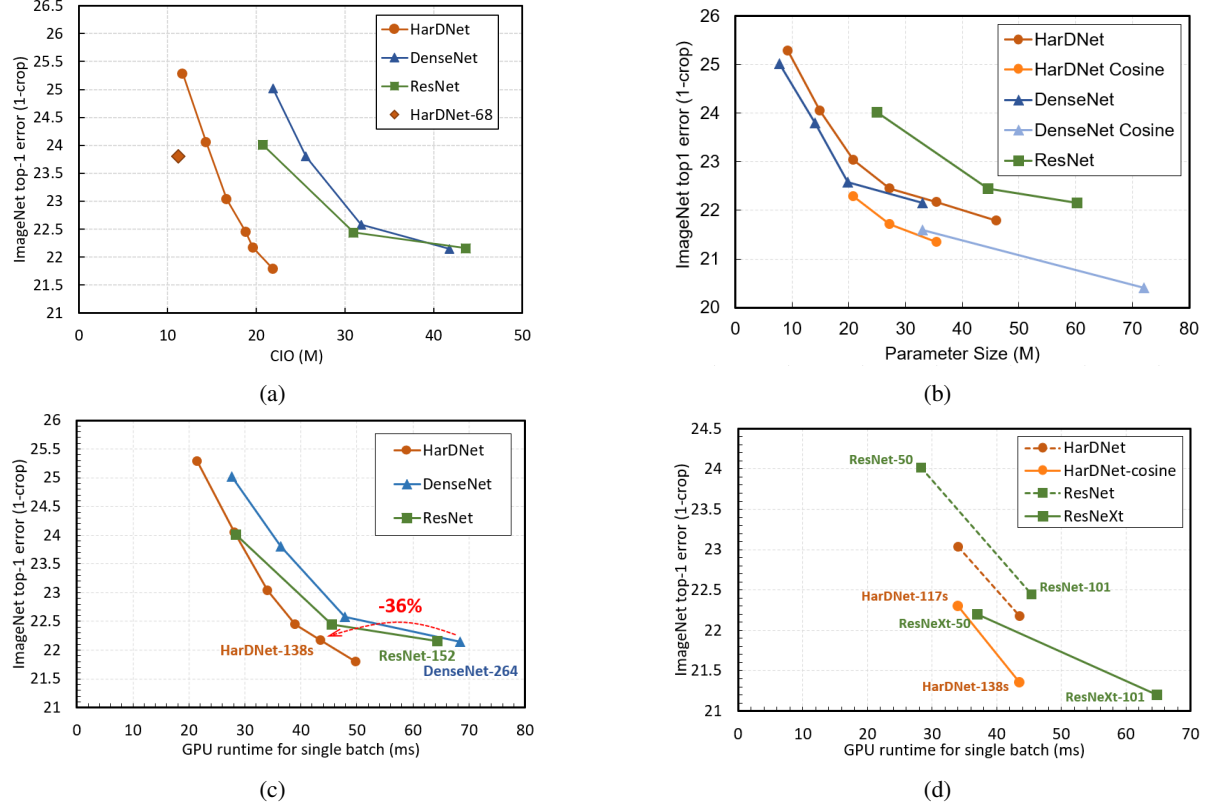 26.5
26
25.5
25
24.5
24
23.5
23
22.5
22
21.5
21
0 10 20 30 40 50
ImageNet top-1 error (1-crop)
CIO (M)
HarDNet
DenseNet
ResNet
HarDNet-68
(a)
26
25
24
23
22
21
20
0 10 20 30 40 50 60 70 80
ImageNet top1 error (1-crop)
Parameter Size (M)
HarDNet
HarDNet Cosine
DenseNet
DenseNet Cosine
ResNet
(b)
26
25.5
25
24.5
24
23.5
23
22.5
22
21.5
21
0 10 20 30 40 50 60 70 80
ImageNet top-1 error (1-crop)
GPU runtime for single batch (ms)
HarDNet
DenseNet
ResNet
-36%
HarDNet-138s
ResNet-152
DenseNet-264
(c)
24.5
24
23.5
23
22.5
22
21.5
21
0 10 20 30 40 50 60 70
ImageNet top-1 error (1-crop)
GPU runtime for single batch (ms)
HarDNet
HarDNet-cosine
ResNet
ResNeXt
ResNet-50
ResNet-101
HarDNet-117s
ResNeXt-50
HarDNet-138s
ResNeXt-101
(d)